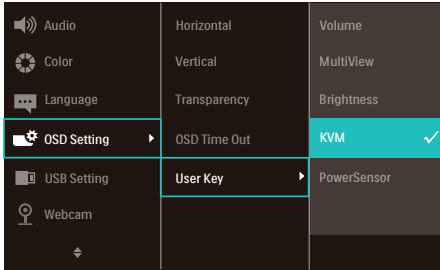 Audio
Color
Language
OSD Setting
USB Setting
Webcam
Horizontal
Vertical
Transparency
OSD Time Out
User Key
Volume
MultiView
Brightness
KVM
PowerSensor